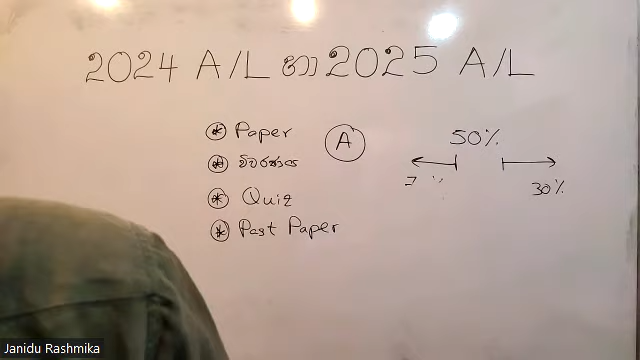 2024 A/L හා 2025 A/L
50%
* Paper
A
* විවරණය
* Quiz
30%
* Past Paper
Janidu Rashmika